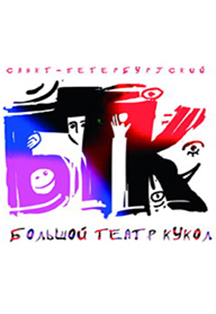 САНКТ-ПЕТЕРБУРГСКИЙ
БТК
БОЛЬШОЙ ТЕАТР КУКОЛ